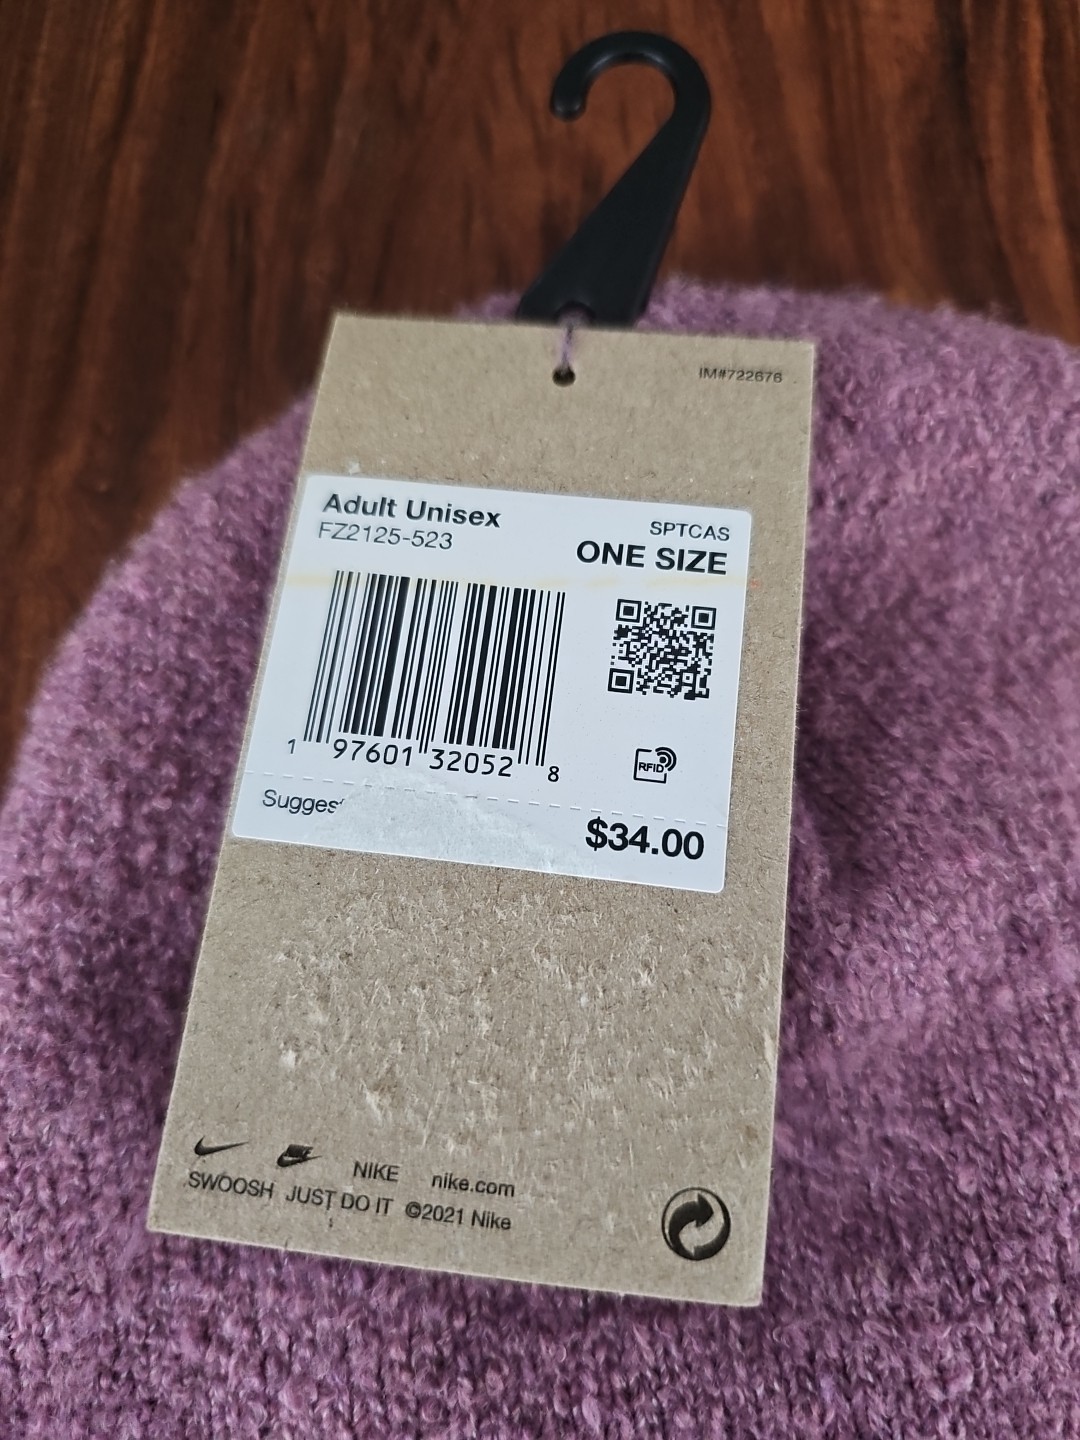 IM#722676
Adult Unisex
FZ2125-523
SPTCAS
ONE SIZE
1 97601 32052 8
RFID
$34.00
NIKE nike.com
SWOOSH JUST DO IT ©2021 Nike